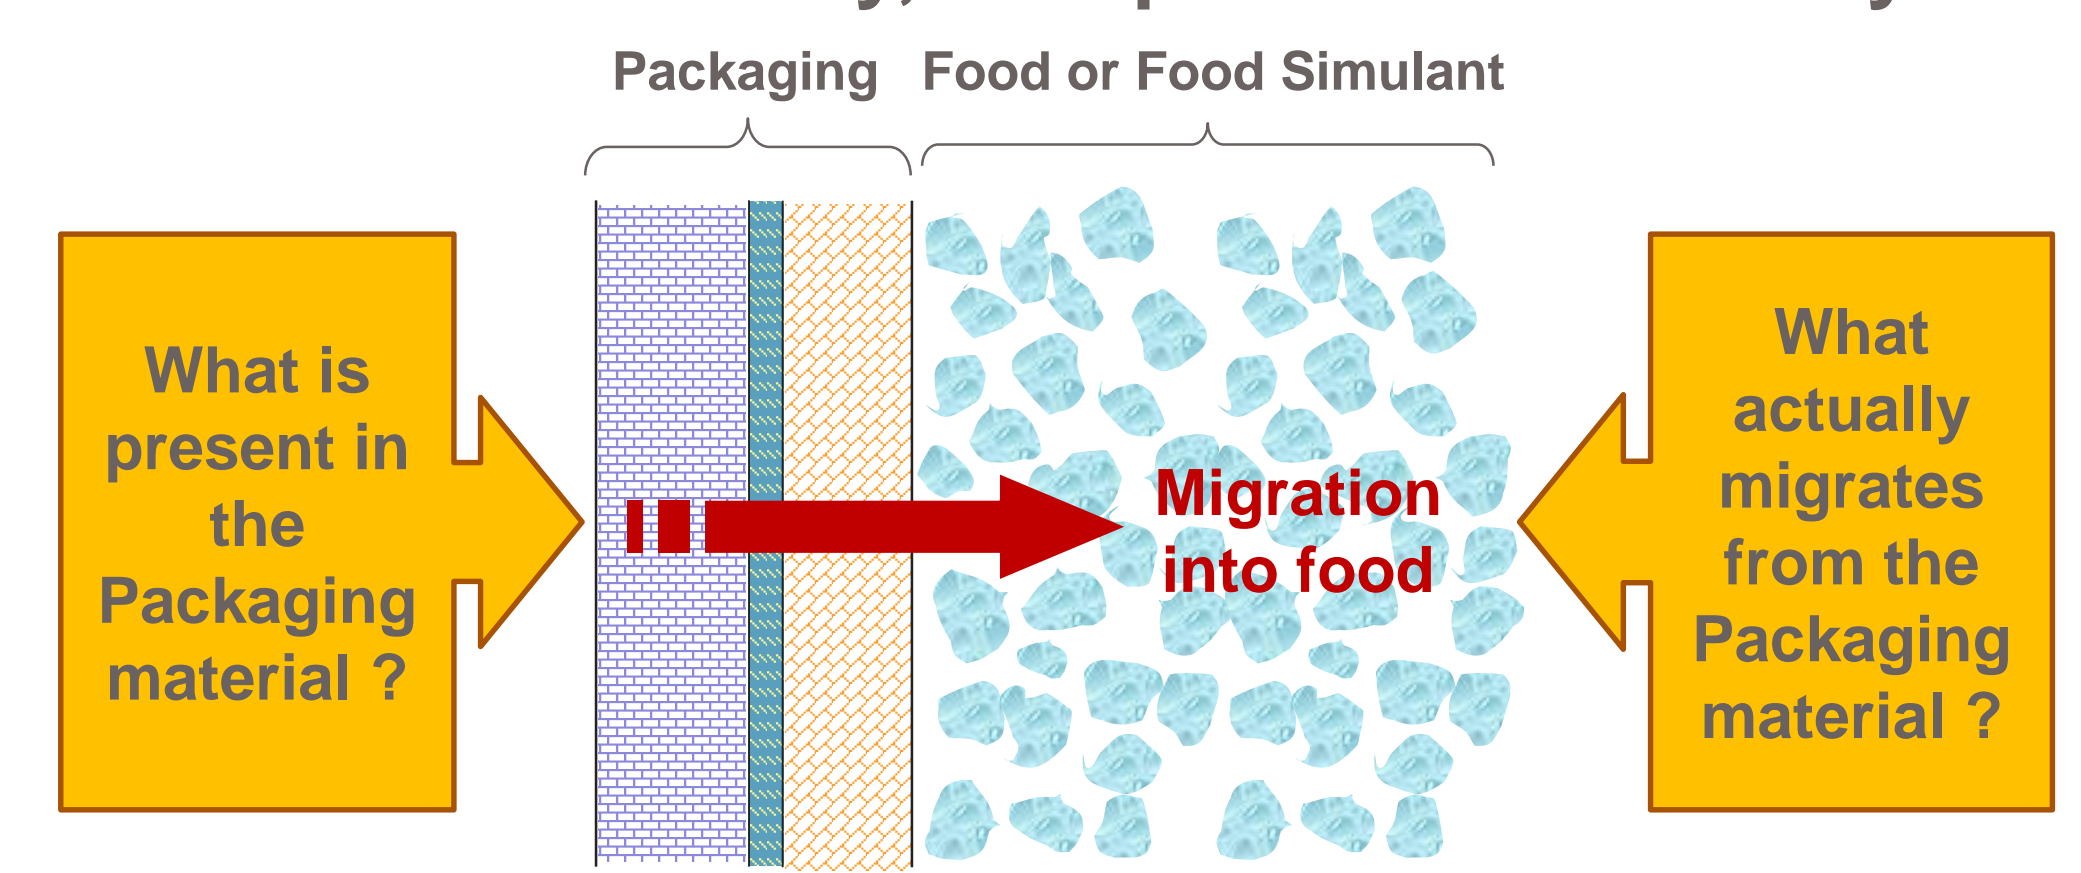 Packaging
Food or Food Simulant
What is
present in
the
Packaging
material ?
Migration
into food
What
actually
migrates
from the
Packaging
material ?